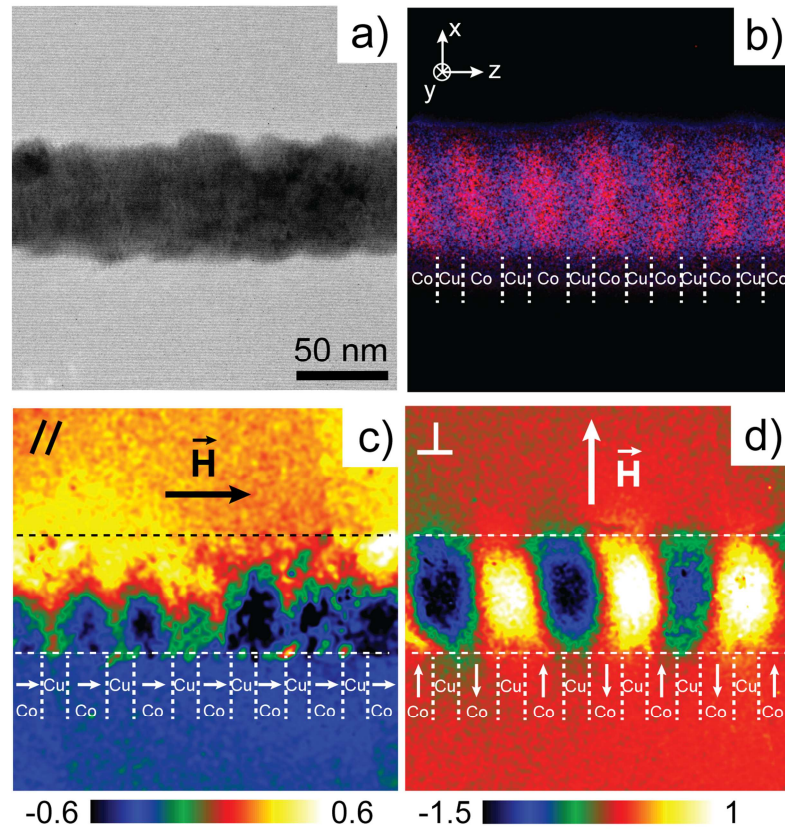 a)
50 nm
b)
x
z
y
Co Cu Co Cu Co Cu Co Cu Co Cu Co Cu Co
c)
//
H
Cu Cu Cu Cu Cu Cu
Co Co Co Co Co Co Co
-0.6 0.6
d)
⊥
H
Cu Cu Cu Cu Cu Cu
Co Co Co Co Co Co Co
-1.5 1